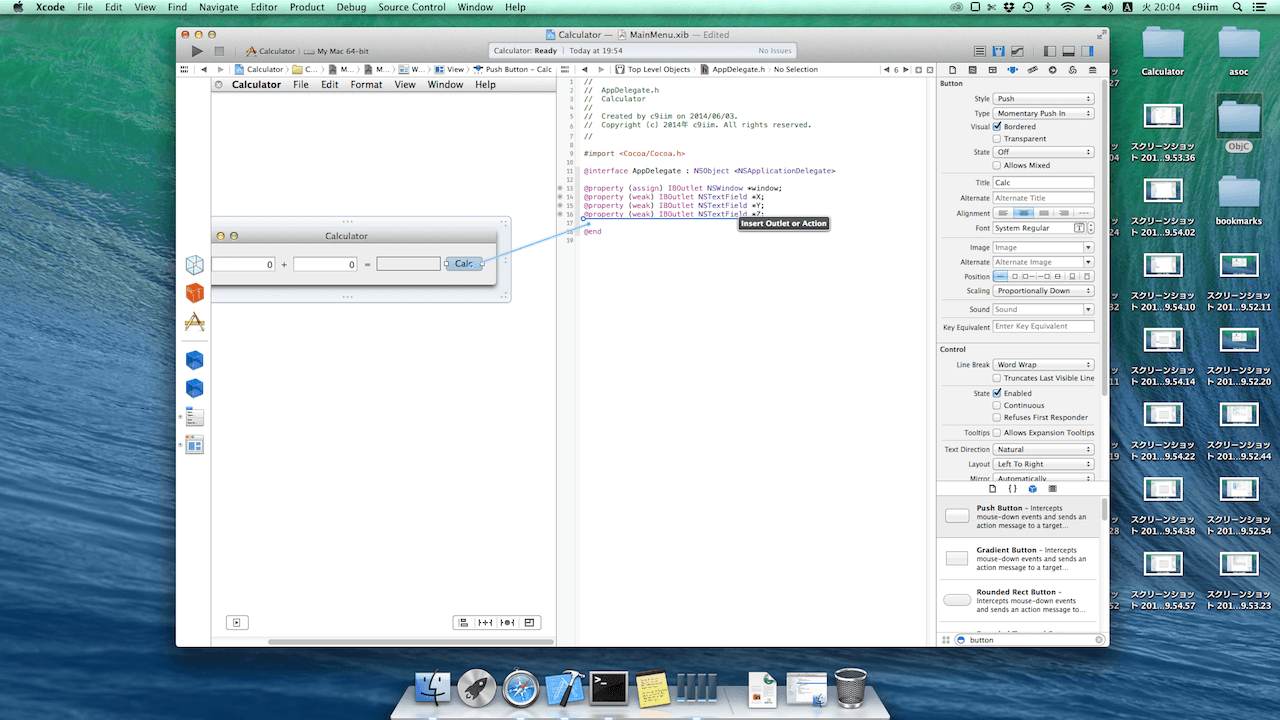 Xcode File Edit View Find Navigate Editor Product Debug Source Control Window Help
火 20:04 c9iim
Calculator — MainMenu.xib — Edited
Calculator My Mac 64-bit
Calculator: Ready Today at 19:54 No Issues
Calculator C... M... M... W... View Push Button – Calc
Top Level Objects AppDelegate.h No Selection
6
Calculator File Edit Format View Window Help
1 //
2 // AppDelegate.h
3 // Calculator
4 //
5 // Created by c9iim on 2014/06/03.
6 // Copyright (c) 2014年 c9iim. All rights reserved.
7 //
8
9 #import <Cocoa/Cocoa.h>
10
11 @interface AppDelegate : NSObject <NSApplicationDelegate>
12
13 @property (assign) IBOutlet NSWindow *window;
14 @property (weak) IBOutlet NSTextField *X;
15 @property (weak) IBOutlet NSTextField *Y;
16 @property (weak) IBOutlet NSTextField *Z;
17
18 @end
19
Insert Outlet or Action
Calculator
0 + 0 = Calc
Button
Style Push
Type Momentary Push In
Visual Bordered
Transparent
State Off
Allows Mixed
Title Calc
Alternate Alternate Title
Alignment
Font System Regular
Image Image
Alternate Alternate Image
Position
Scaling Proportionally Down
Sound Sound
Key Equivalent Enter Key Equivalent
Control
Line Break Word Wrap
Truncates Last Visible Line
State Enabled
Continuous
Refuses First Responder
Tooltips Allows Expansion Tooltips
Text Direction Natural
Layout Left To Right
Mirror Automatically
Push Button – Intercepts
mouse-down events and sends an
action message to a target...
Gradient Button – Intercepts
mouse-down events and sends an
action message to a target...
Rounded Rect Button –
Intercepts mouse-down events
and sends an action message to...
button
Calculator
asoc
スクリーンショッ
ト 201...9.53.36
ObjC
スクリーンショッ
ト 201...9.54.02
bookmarks
スクリーンショッ
ト 201...9.54.10
スクリーンショッ
ト 201...9.52.11
スクリーンショッ
ト 201...9.54.14
スクリーンショッ
ト 201...9.52.20
スクリーンショッ
ト 201...9.54.22
スクリーンショッ
ト 201...9.52.44
スクリーンショッ
ト 201...9.54.38
スクリーンショッ
ト 201...9.52.54
スクリーンショッ
ト 201...9.54.57
スクリーンショッ
ト 201...9.53.23